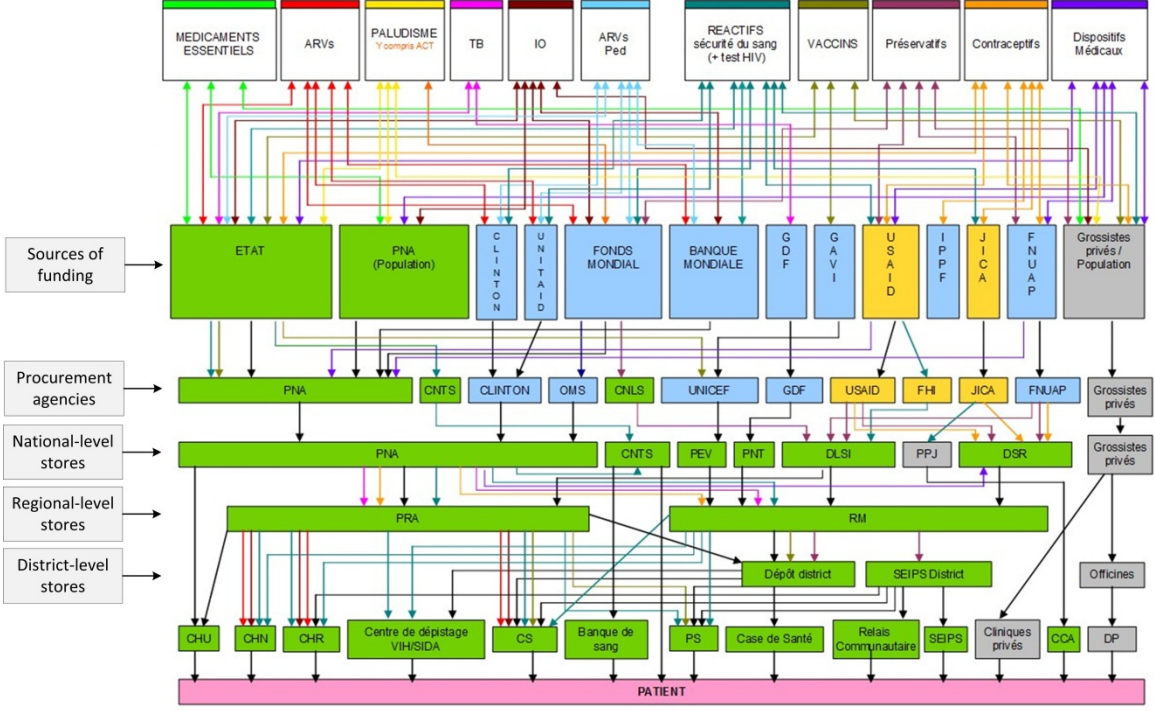 MEDICAMENTS
ESSENTIELS
ARVs
PALUDISME
Y compris ACT
TB
IO
ARVs
Ped
REACTIFS
sécurité du sang
(+ test HIV)
VACCINS
Préservatifs
Contraceptifs
Dispositifs
Médicaux
Sources of
funding
ETAT
PNA
(Population)
CLINTON
UNITAID
FONDS
MONDIAL
BANQUE
MONDIALE
GDF
GAVI
USAID
IPPF
JICA
FNUAP
Grossistes
privés /
Population
Procurement
agencies
PNA
CNTS
CLINTON
OMS
CNLS
UNICEF
GDF
USAID
FHI
JICA
FNUAP
Grossistes
privés
National-level
stores
PNA
CNTS
PEV
PNT
DLSI
PPJ
DSR
Grossistes
privés
Regional-level
stores
PRA
RM
District-level
stores
Dépôt district
SEIPS District
Officines
CHU
CHN
CHR
Centre de dépistage
VIH/SIDA
CS
Banque de
sang
PS
Case de Santé
Relais
Communautaire
SEIPS
Cliniques
privés
CCA
DP
PATIENT